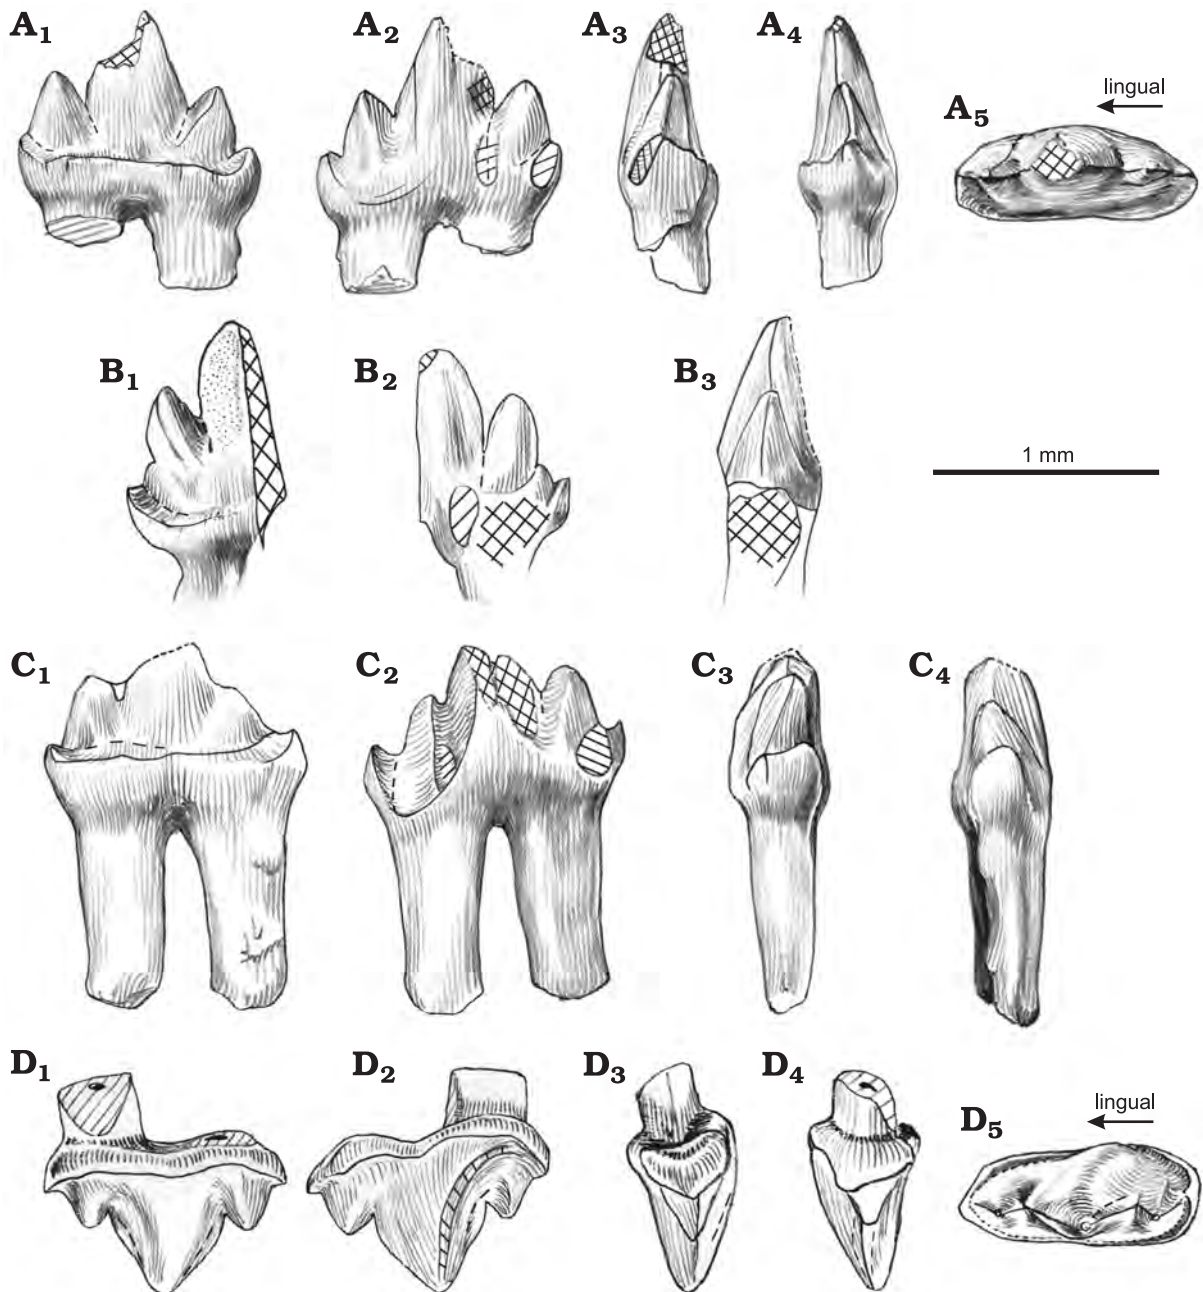 A1 A2 A3 A4
lingual
A5
B1 B2 B3
1 mm
C1 C2 C3 C4
D1 D2 D3 D4
lingual
D5